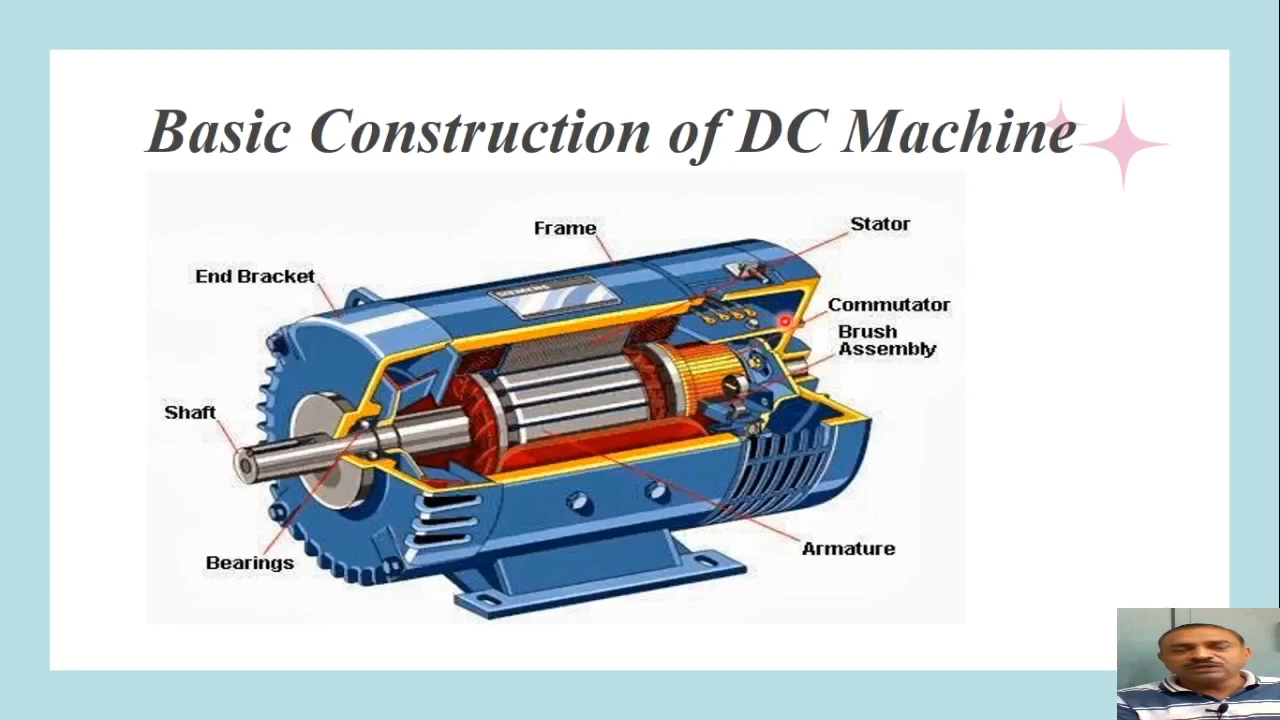 Basic Construction of DC Machine
Frame
Stator
End Bracket
Commutator
Brush
Assembly
Shaft
Armature
Bearings